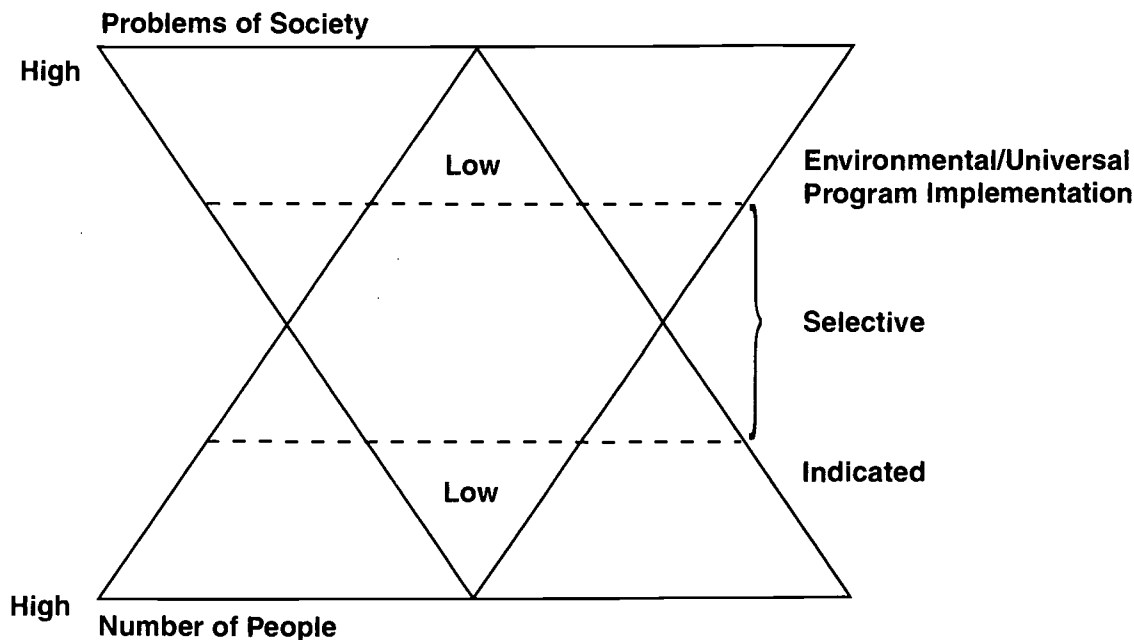 Problems of Society
High
Low
Environmental/Universal
Program Implementation
Selective
Low
Indicated
High
Number of People